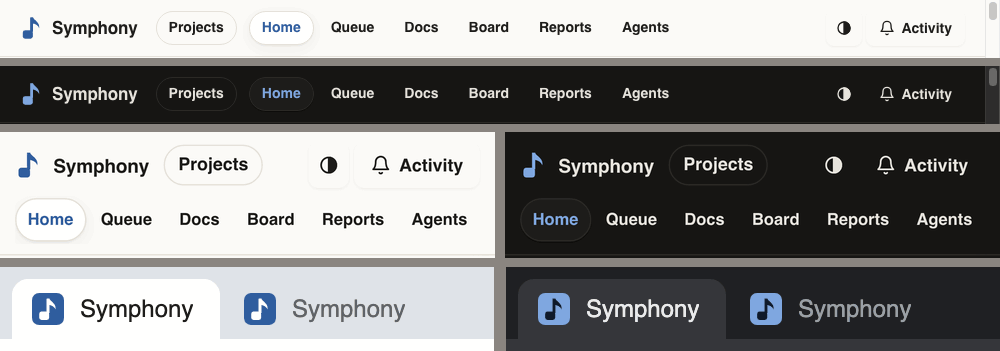 Symphony Projects Home Queue Docs Board Reports Agents Activity
Symphony Projects Home Queue Docs Board Reports Agents Activity
Symphony Projects Activity
Home Queue Docs Board Reports Agents
Symphony Projects Activity
Home Queue Docs Board Reports Agents
Symphony Symphony
Symphony Symphony